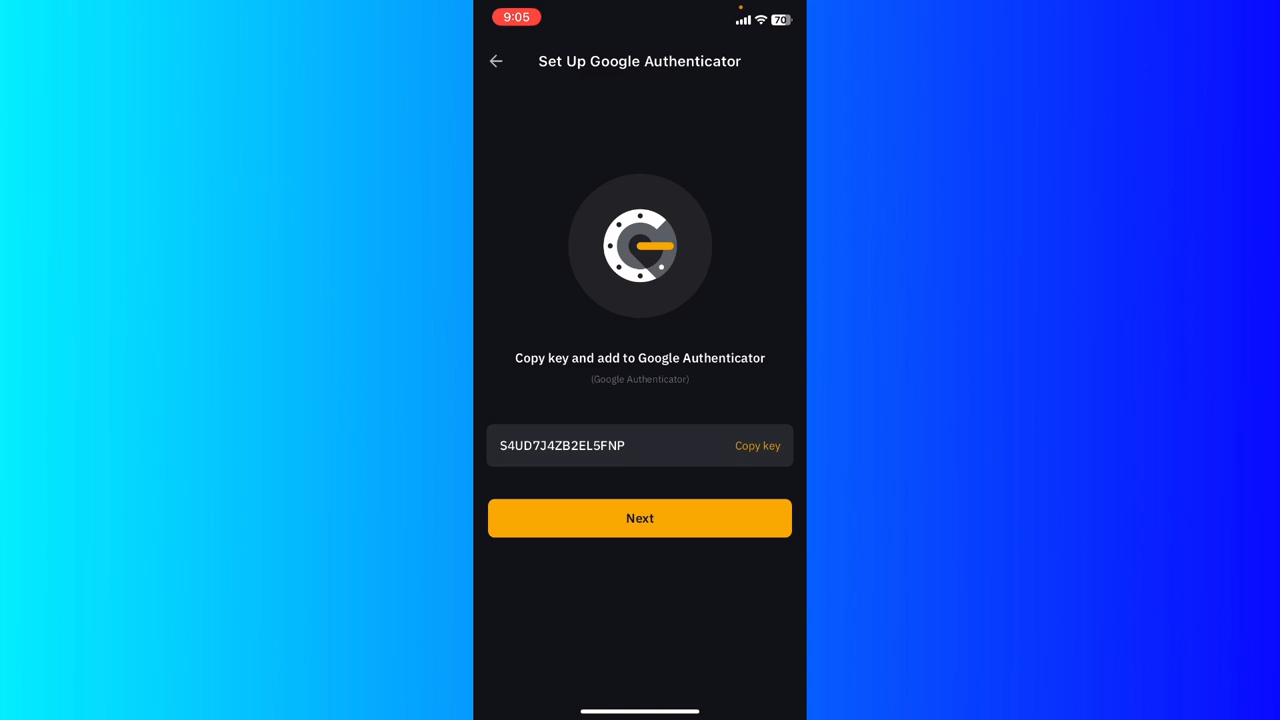 9:05
70
Set Up Google Authenticator
Copy key and add to Google Authenticator
(Google Authenticator)
S4UD7J4ZB2EL5FNP
Copy key
Next